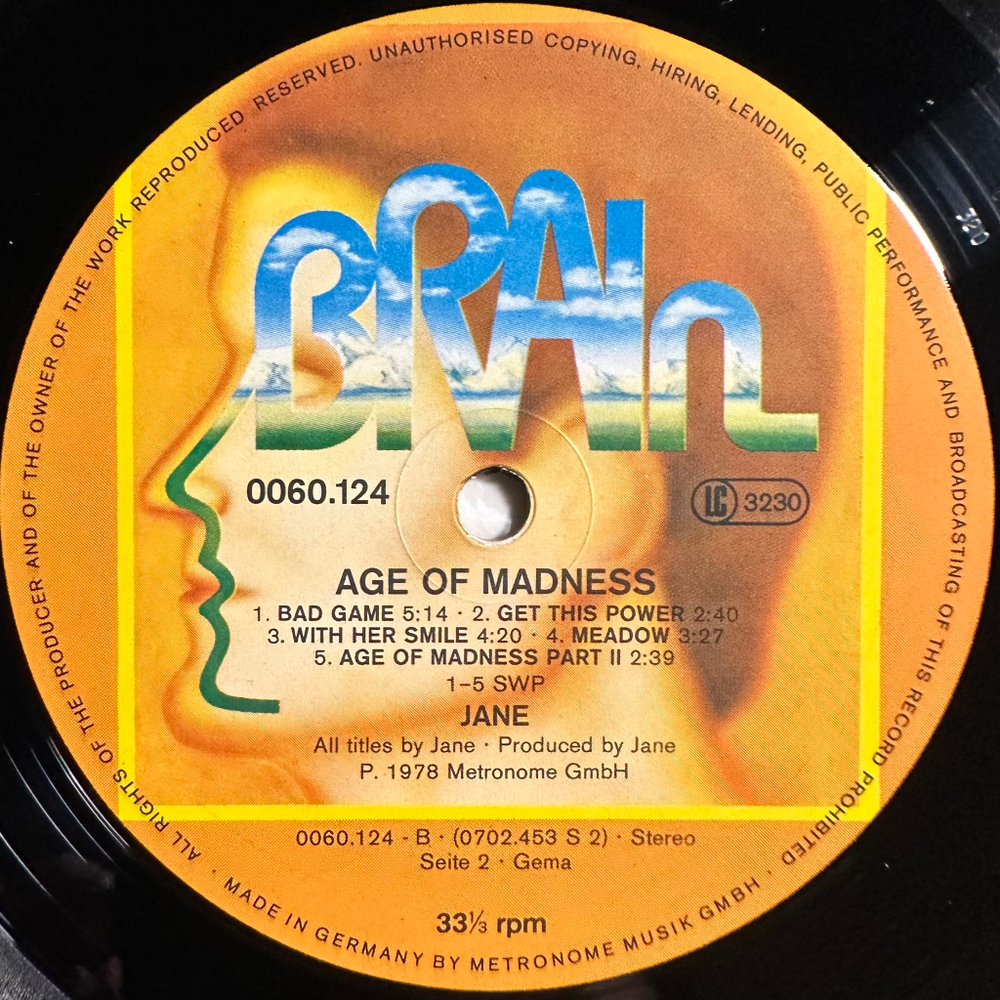 BRAIn
0060.124
LC 3230
AGE OF MADNESS
1. BAD GAME 5:14 · 2. GET THIS POWER 2:40
3. WITH HER SMILE 4:20 · 4. MEADOW 3:27
5. AGE OF MADNESS PART II 2:39
1–5 SWP
JANE
All titles by Jane · Produced by Jane
P. 1978 Metronome GmbH
0060.124 - B · (0702.453 S 2) · Stereo
Seite 2 · Gema
33⅓ rpm
ALL RIGHTS OF THE PRODUCER AND OF THE OWNER OF THE WORK REPRODUCED RESERVED. UNAUTHORISED COPYING, HIRING, LENDING, PUBLIC PERFORMANCE AND BROADCASTING OF THIS RECORD PROHIBITED
· MADE IN GERMANY BY METRONOME MUSIK GMBH ·
320